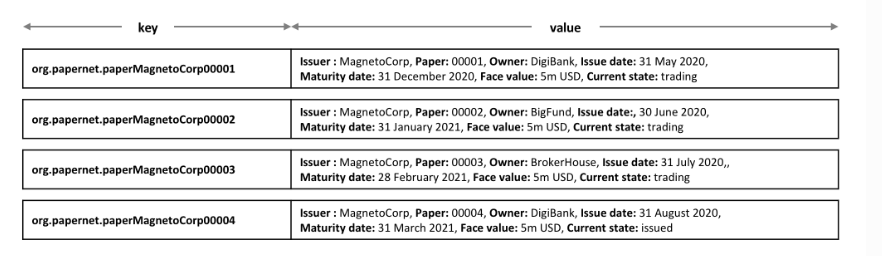 key value
org.papernet.paperMagnetoCorp00001
Issuer : MagnetoCorp, Paper: 00001, Owner: DigiBank, Issue date: 31 May 2020,
Maturity date: 31 December 2020, Face value: 5m USD, Current state: trading
org.papernet.paperMagnetoCorp00002
Issuer : MagnetoCorp, Paper: 00002, Owner: BigFund, Issue date:, 30 June 2020,
Maturity date: 31 January 2021, Face value: 5m USD, Current state: trading
org.papernet.paperMagnetoCorp00003
Issuer : MagnetoCorp, Paper: 00003, Owner: BrokerHouse, Issue date: 31 July 2020,,
Maturity date: 28 February 2021, Face value: 5m USD, Current state: trading
org.papernet.paperMagnetoCorp00004
Issuer : MagnetoCorp, Paper: 00004, Owner: DigiBank, Issue date: 31 August 2020,
Maturity date: 31 March 2021, Face value: 5m USD, Current state: issued